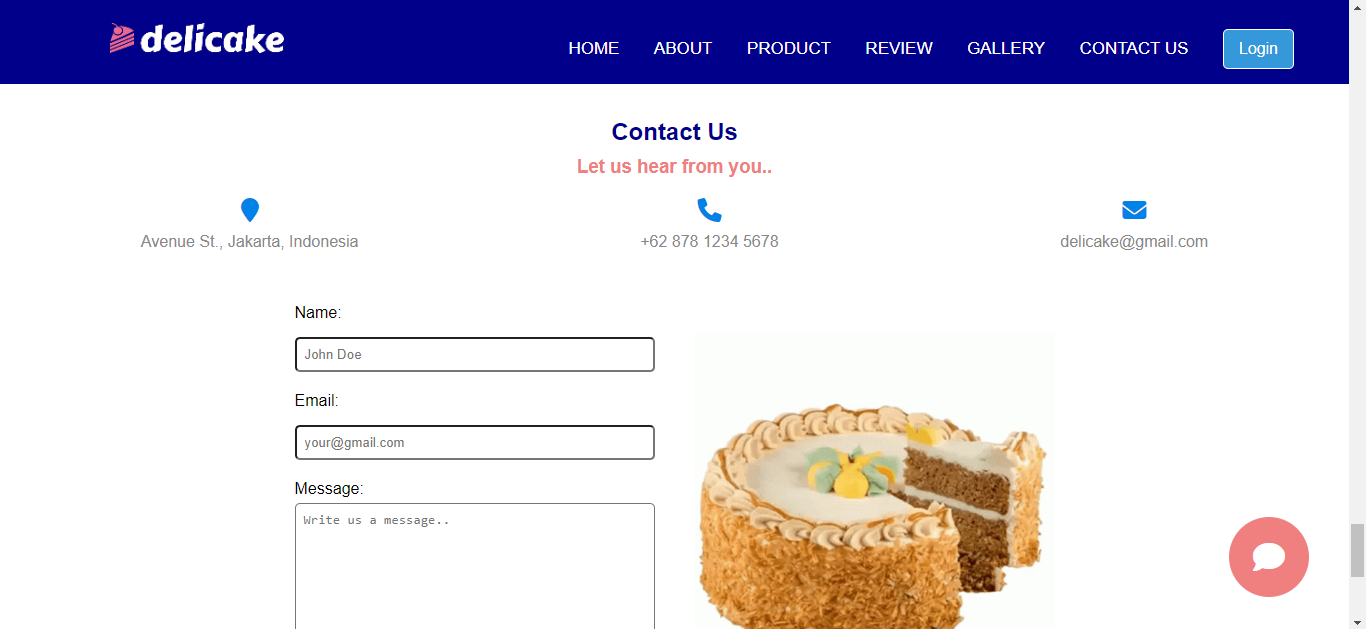 delicake
HOME ABOUT PRODUCT REVIEW GALLERY CONTACT US Login
Contact Us
Let us hear from you..
Avenue St., Jakarta, Indonesia +62 878 1234 5678 delicake@gmail.com
Name:
John Doe
Email:
your@gmail.com
Message:
Write us a message..